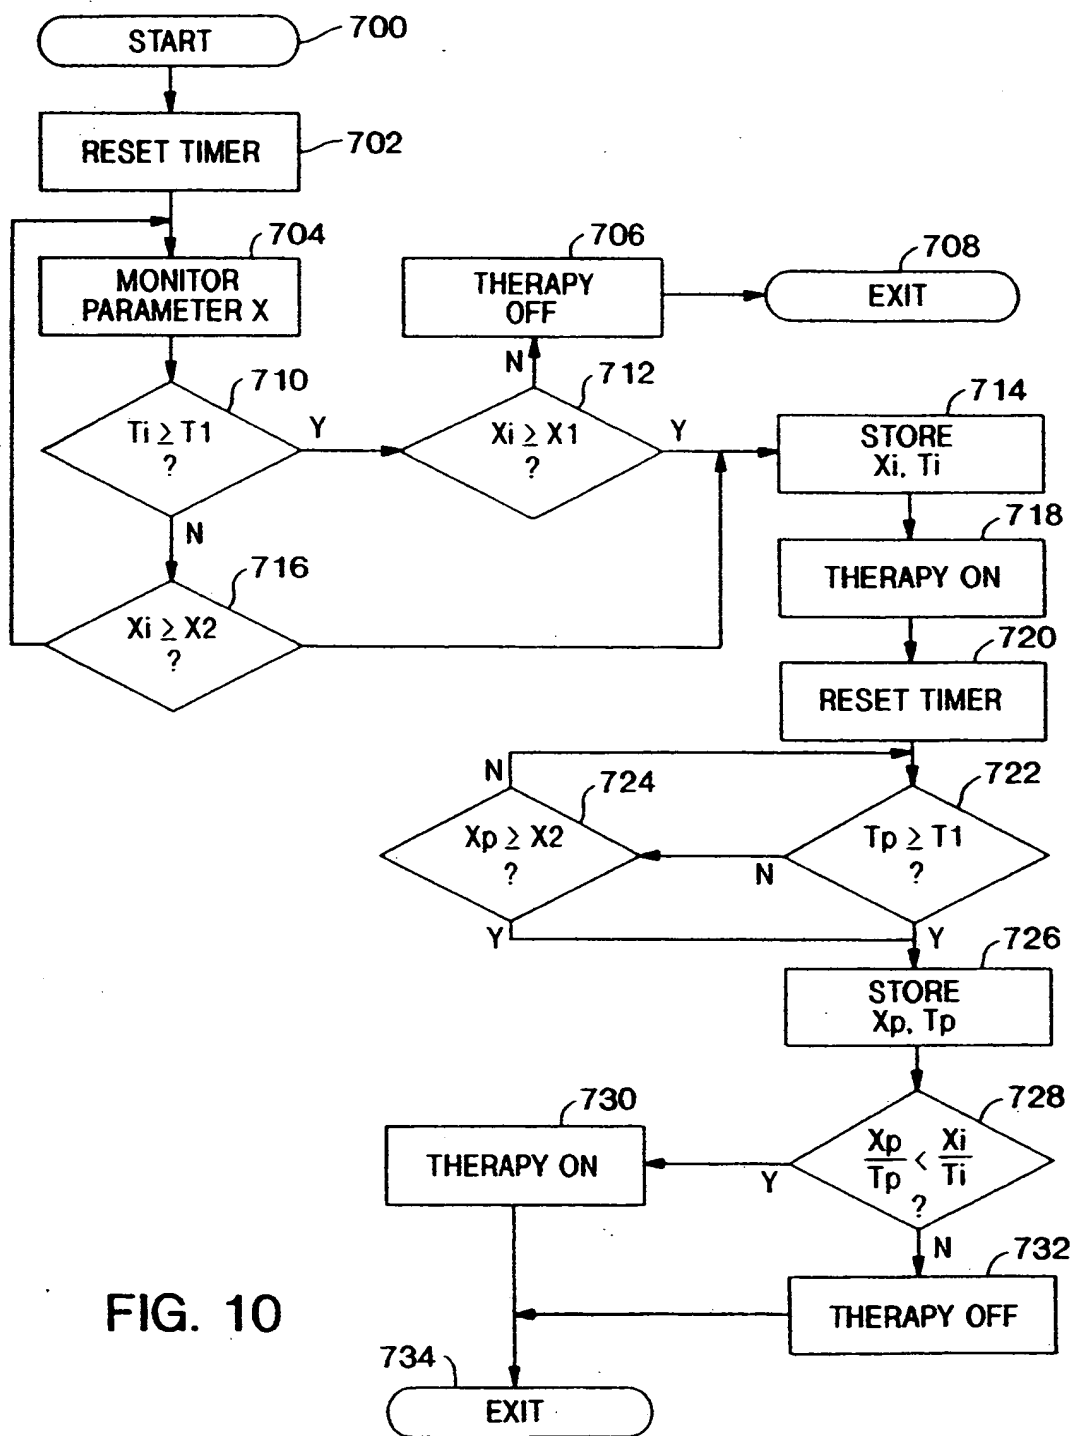 START
700
RESET TIMER
702
704
MONITOR
PARAMETER X
706
THERAPY
OFF
708
EXIT
710
Ti ≥ T1
?
Y
N
712
Xi ≥ X1
?
N
Y
714
STORE
Xi, Ti
716
Xi ≥ X2
?
718
THERAPY ON
720
RESET TIMER
722
Tp ≥ T1
?
N
Y
724
Xp ≥ X2
?
N
Y
726
STORE
Xp, Tp
728
Xp/Tp < Xi/Ti
?
Y
N
730
THERAPY ON
732
THERAPY OFF
734
EXIT
FIG. 10